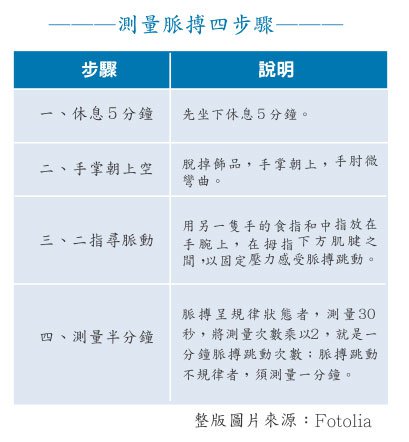 ———測量脈搏四步驟———
步驟 說明
一、休息5分鐘 先坐下休息5分鐘。
二、手掌朝上空 脫掉飾品，手掌朝上，手肘微
彎曲。
三、二指尋脈動 用另一隻手的食指和中指放在
手腕上，在拇指下方肌腱之
間，以固定壓力感受脈搏跳動。
四、測量半分鐘 脈搏呈規律狀態者，測量30
秒，將測量次數乘以2，就是一
分鐘脈搏跳動次數；脈搏跳動
不規律者，須測量一分鐘。
整版圖片來源：Fotolia